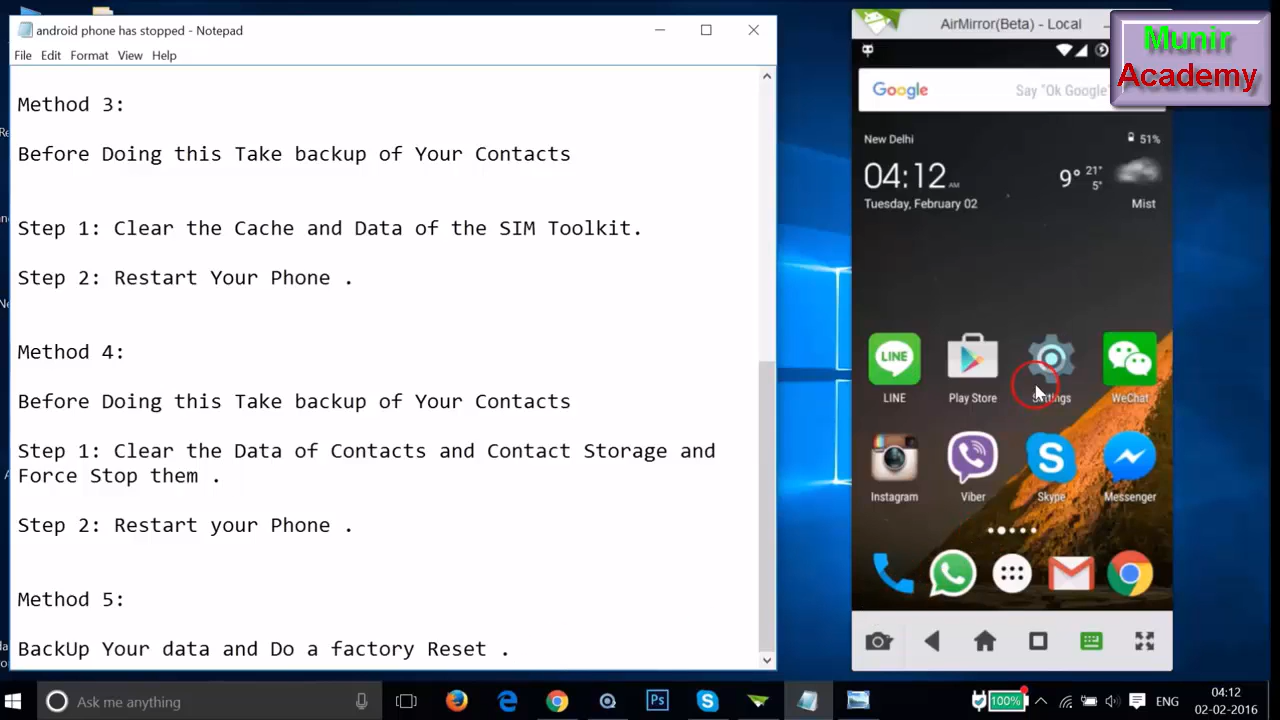 android phone has stopped - Notepad
File Edit Format View Help
Method 3:
Before Doing this Take backup of Your Contacts
Step 1: Clear the Cache and Data of the SIM Toolkit.
Step 2: Restart Your Phone .
Method 4:
Before Doing this Take backup of Your Contacts
Step 1: Clear the Data of Contacts and Contact Storage and
Force Stop them .
Step 2: Restart your Phone .
Method 5:
BackUp Your data and Do a factory Reset .
AirMirror(Beta) - Local
Munir
Academy
Google Say "Ok Google"
New Delhi 51%
04:12 AM 9° 21° 5°
Tuesday, February 02 Mist
LINE
LINE Play Store Settings WeChat
Instagram Viber Skype Messenger
Ask me anything
Ps
100% ENG
04:12
02-02-2016